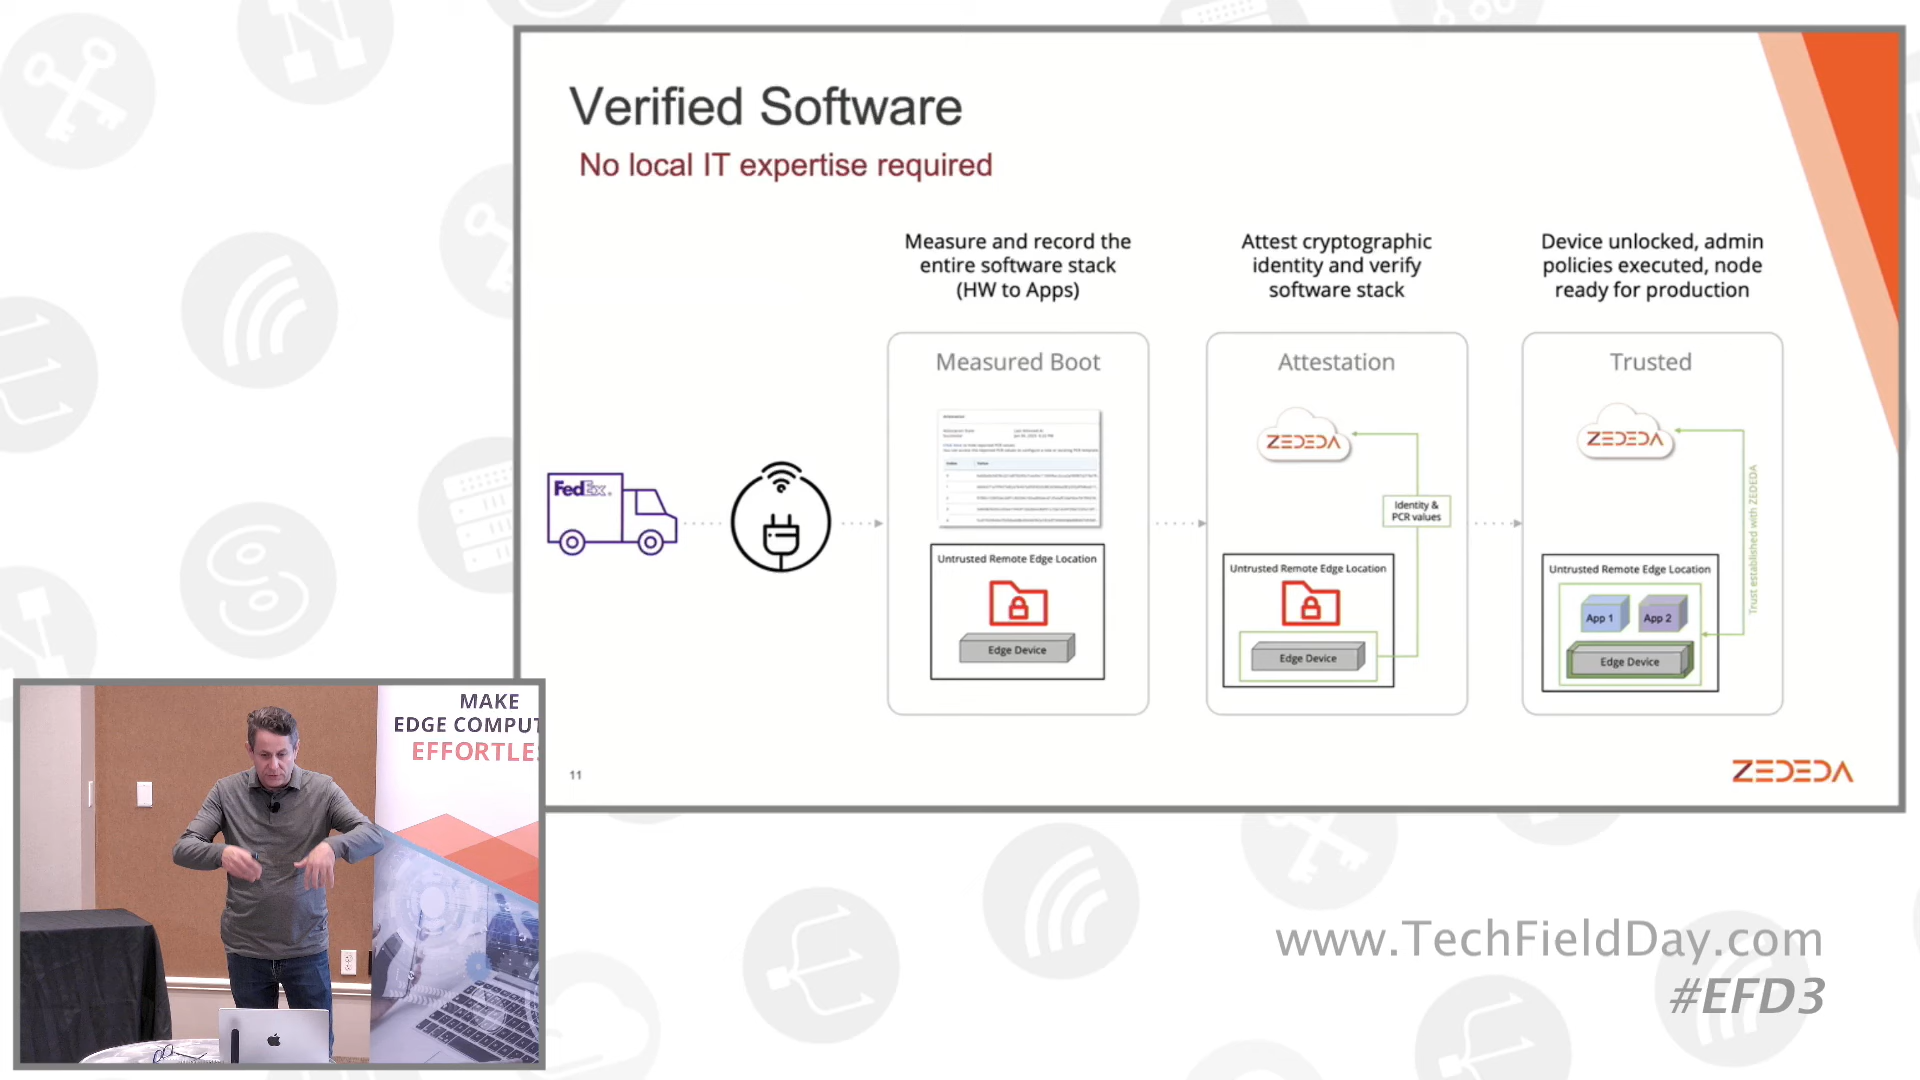 Verified Software
No local IT expertise required
Measure and record the
entire software stack
(HW to Apps)
Attest cryptographic
identity and verify
software stack
Device unlocked, admin
policies executed, node
ready for production
Measured Boot
Attestation
Trusted
FedEx
Untrusted Remote Edge Location
Edge Device
ZEDEDA
Identity &
PCR values
Untrusted Remote Edge Location
Edge Device
ZEDEDA
Trust established with ZEDEDA
Untrusted Remote Edge Location
App 1
App 2
Edge Device
11
ZEDEDA
MAKE
EDGE COMPUT
EFFORTLE
www.TechFieldDay.com
#EFD3